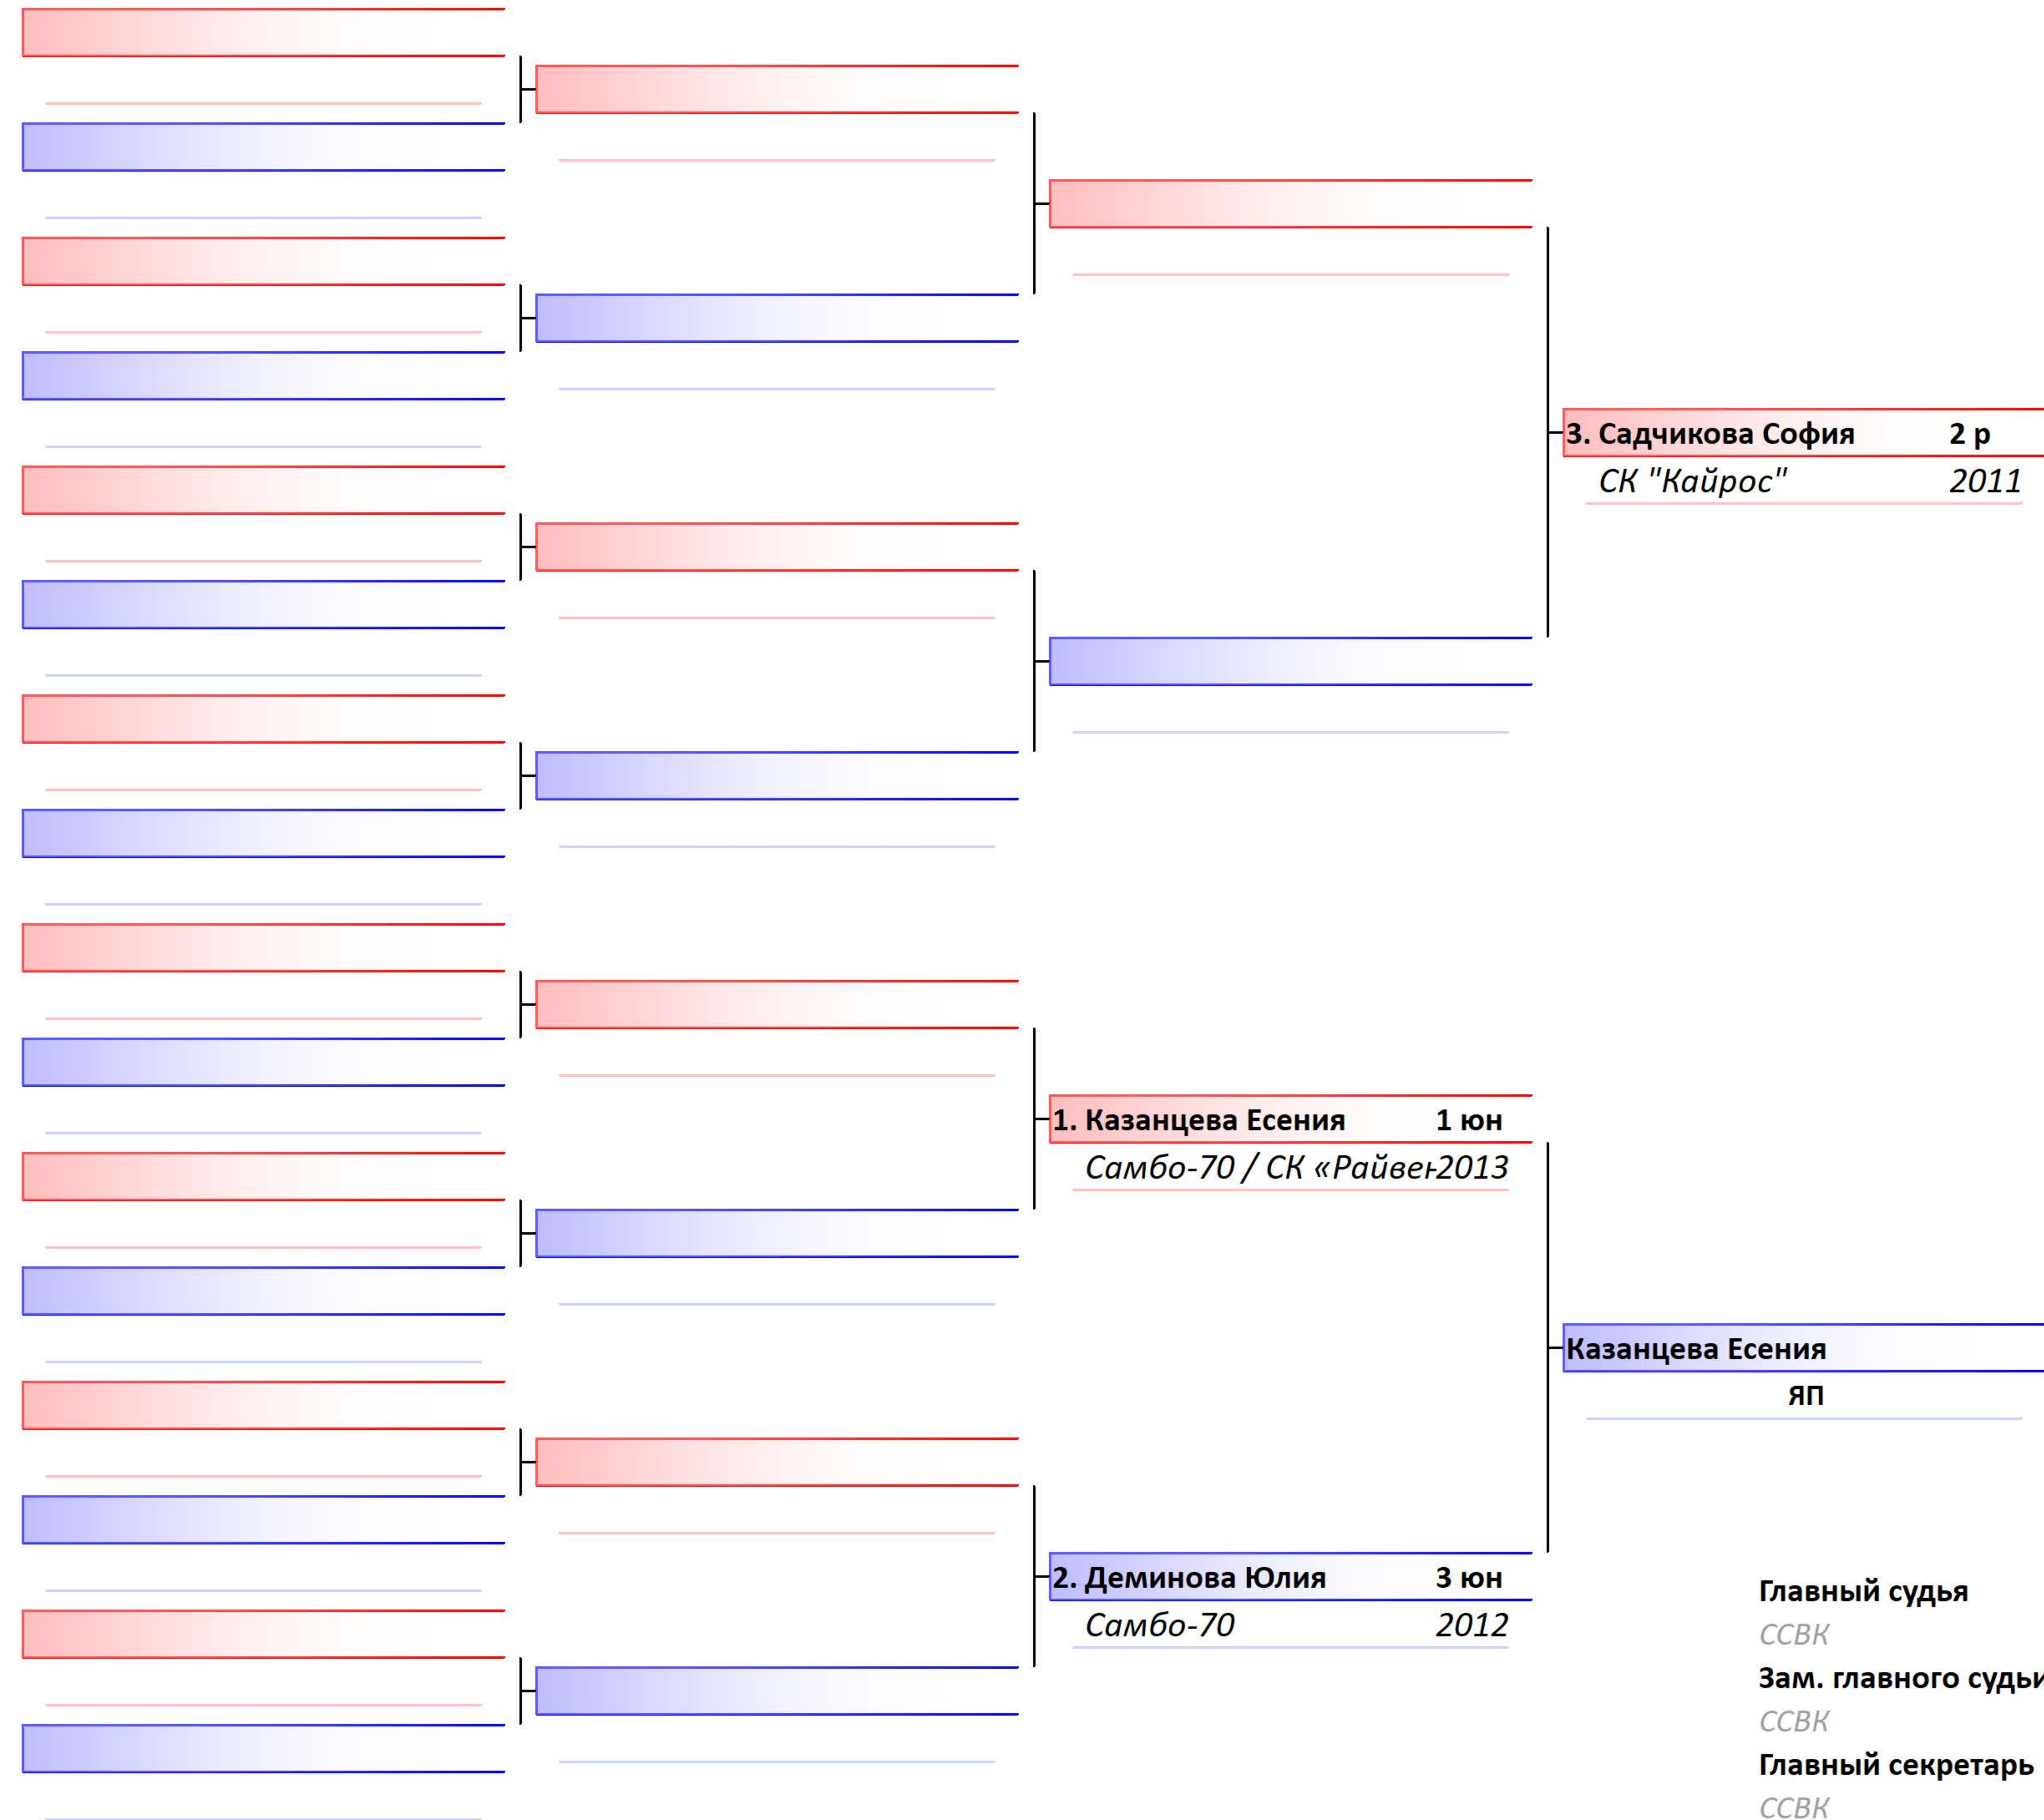 3. Садчикова София 2 р
СК "Кайрос" 2011
1. Казанцева Есения 1 юн
Самбо-70 / СК «Райвен 2013
Казанцева Есения
ЯП
2. Деминова Юлия 3 юн
Самбо-70 2012
Главный судья
ССВК
Зам. главного судьи
ССВК
Главный секретарь
ССВК